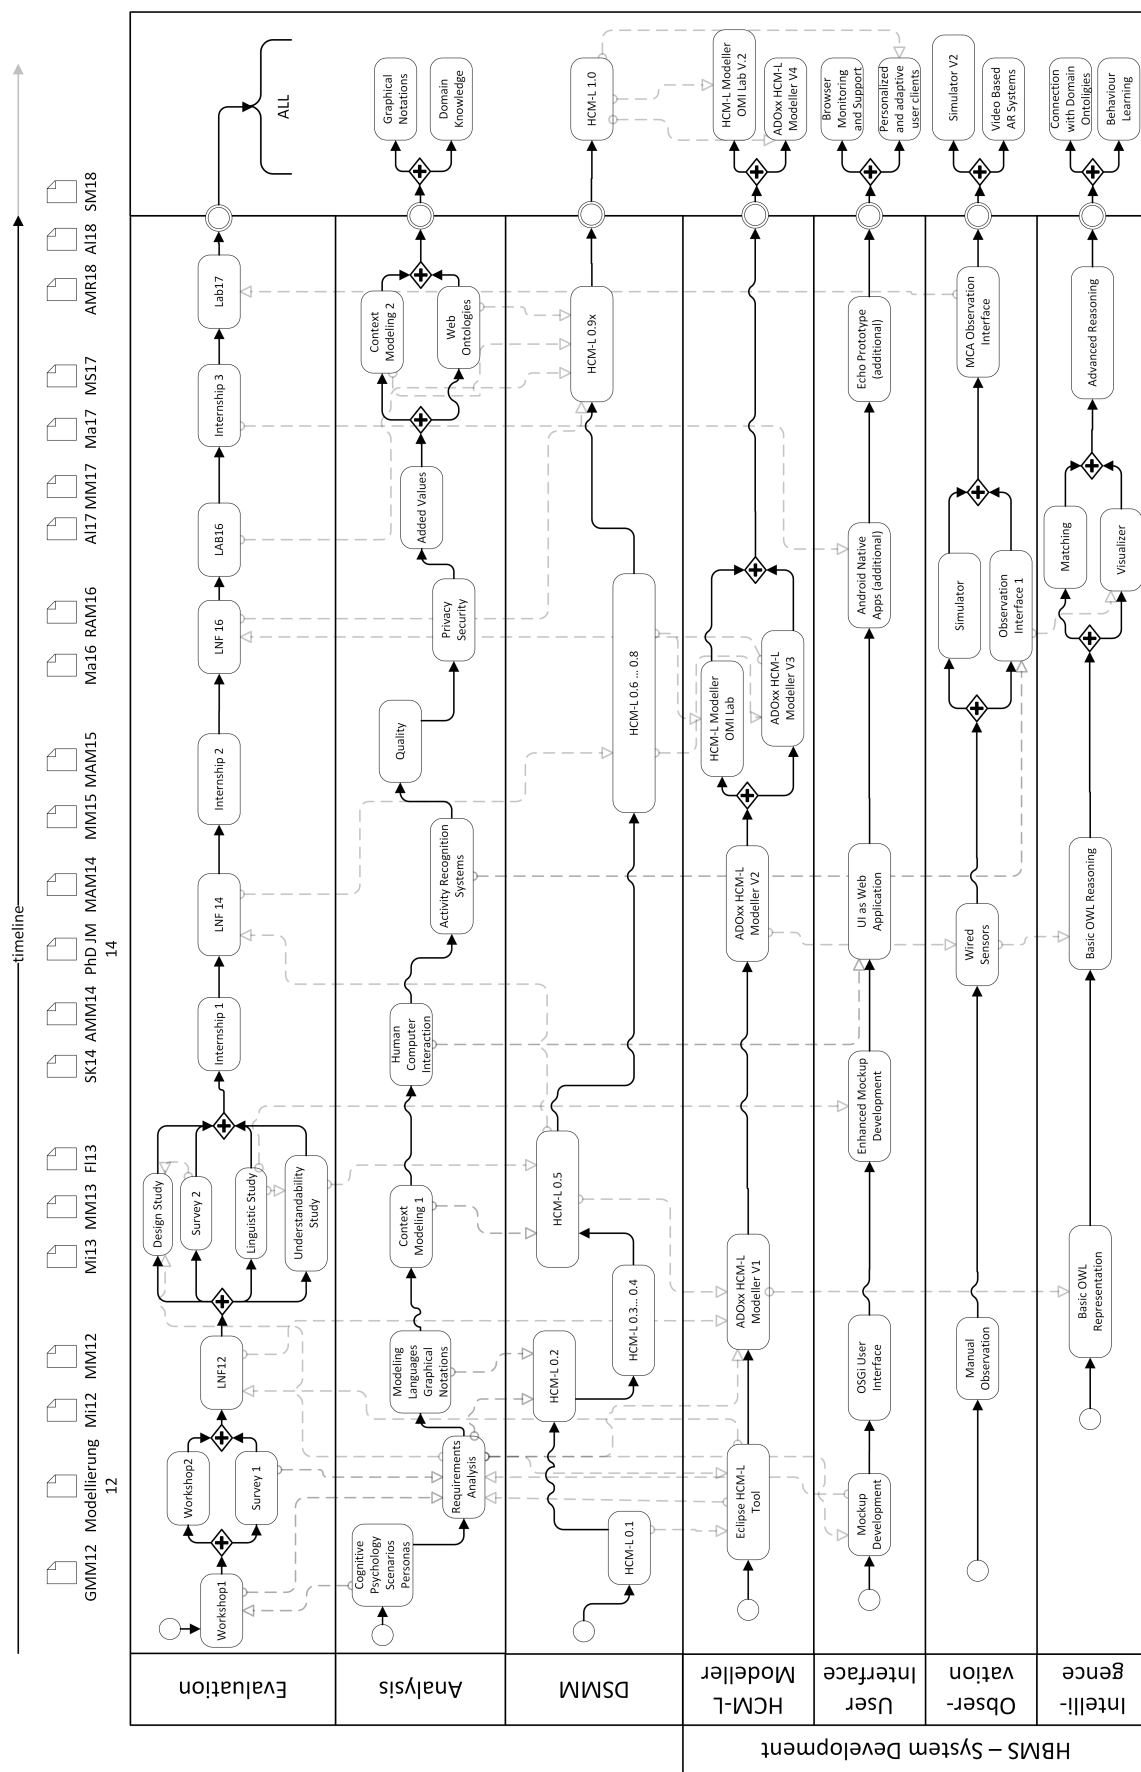 timeline
GMM12
Modellierung
12
Mi12
MM12
Mi13
MM13
Fl13
SK14
AMM14
PhD JM
14
MAM14
MM15
MAM15
Ma16
RAM16
AI17
MM17
Ma17
MS17
AMR18
AI18
SM18
Evaluation
Workshop1
Workshop2
Survey 1
LNF12
Design Study
Survey 2
Linguistic Study
Understandability
Study
Internship 1
LNF 14
Internship 2
LNF 16
LAB16
Internship 3
Lab17
ALL
Analysis
Cognitive
Psychology
Scenarios
Personas
Requirements
Analysis
Modeling
Languages
Graphical
Notations
Context
Modeling 1
Human
Computer
Interaction
Activity Recognition
Systems
Quality
Privacy
Security
Added Values
Context
Modeling 2
Web
Ontologies
Graphical
Notations
Domain
Knowledge
DSMM
HCM-L 0.1
HCM-L 0.2
HCM-L 0.3... 0.4
HCM-L 0.5
HCM-L 0.6 ... 0.8
HCM-L 0.9x
HCM-L 1.0
HBMS – System Development
HCM-L
Modeller
Eclipse HCM-L
Tool
ADOxx HCM-L
Modeller V1
ADOxx HCM-L
Modeller V2
HCM-L Modeller
OMI Lab
ADOxx HCM-L
Modeller V3
HCM-L Modeller
OMI Lab V.2
ADOxx HCM-L
Modeller V4
User
Interface
Mockup
Development
OSGi User
Interface
Enhanced Mockup
Development
UI as Web
Application
Android Native
Apps (additional)
Echo Prototype
(additional)
Browser
Monitoring
and Support
Personalized
and adaptive
user clients
Obser-
vation
Manual
Observation
Wired
Sensors
Simulator
Observation
Interface 1
MCA Observation
Interface
Simulator V2
Video Based
AR Systems
Intelli-
gence
Basic OWL
Representation
Basic OWL Reasoning
Matching
Visualizer
Advanced Reasoning
Connection
with Domain
Ontoligies
Behaviour
Learning